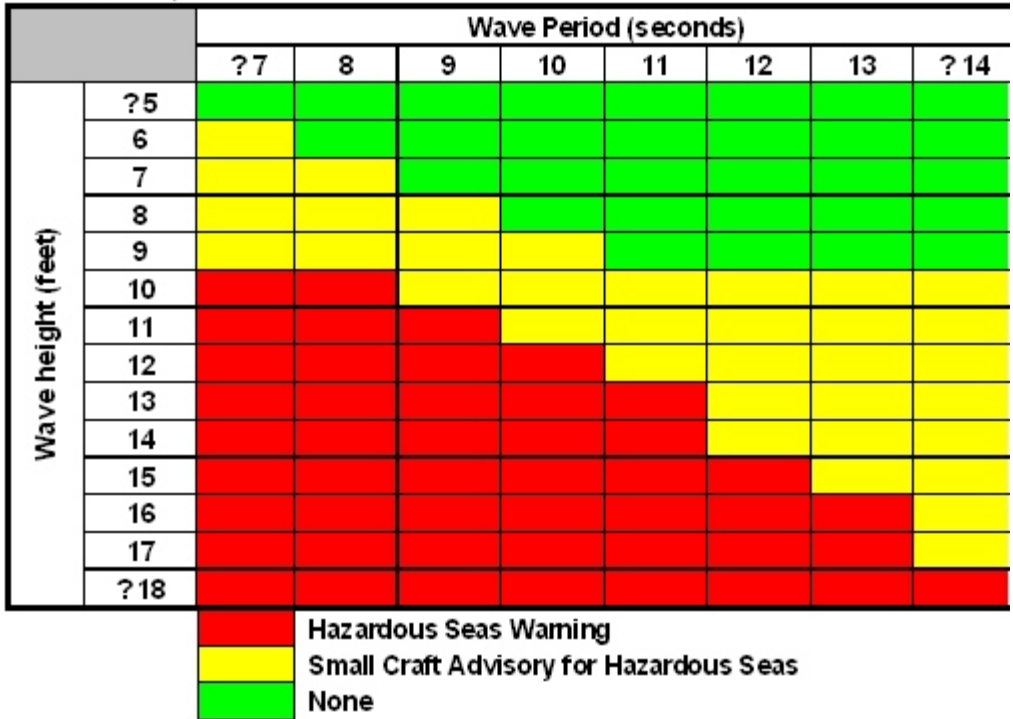 Wave Period (seconds)
? 7 8 9 10 11 12 13 ? 14
Wave height (feet)
? 5
6
7
8
9
10
11
12
13
14
15
16
17
? 18
Hazardous Seas Warning
Small Craft Advisory for Hazardous Seas
None